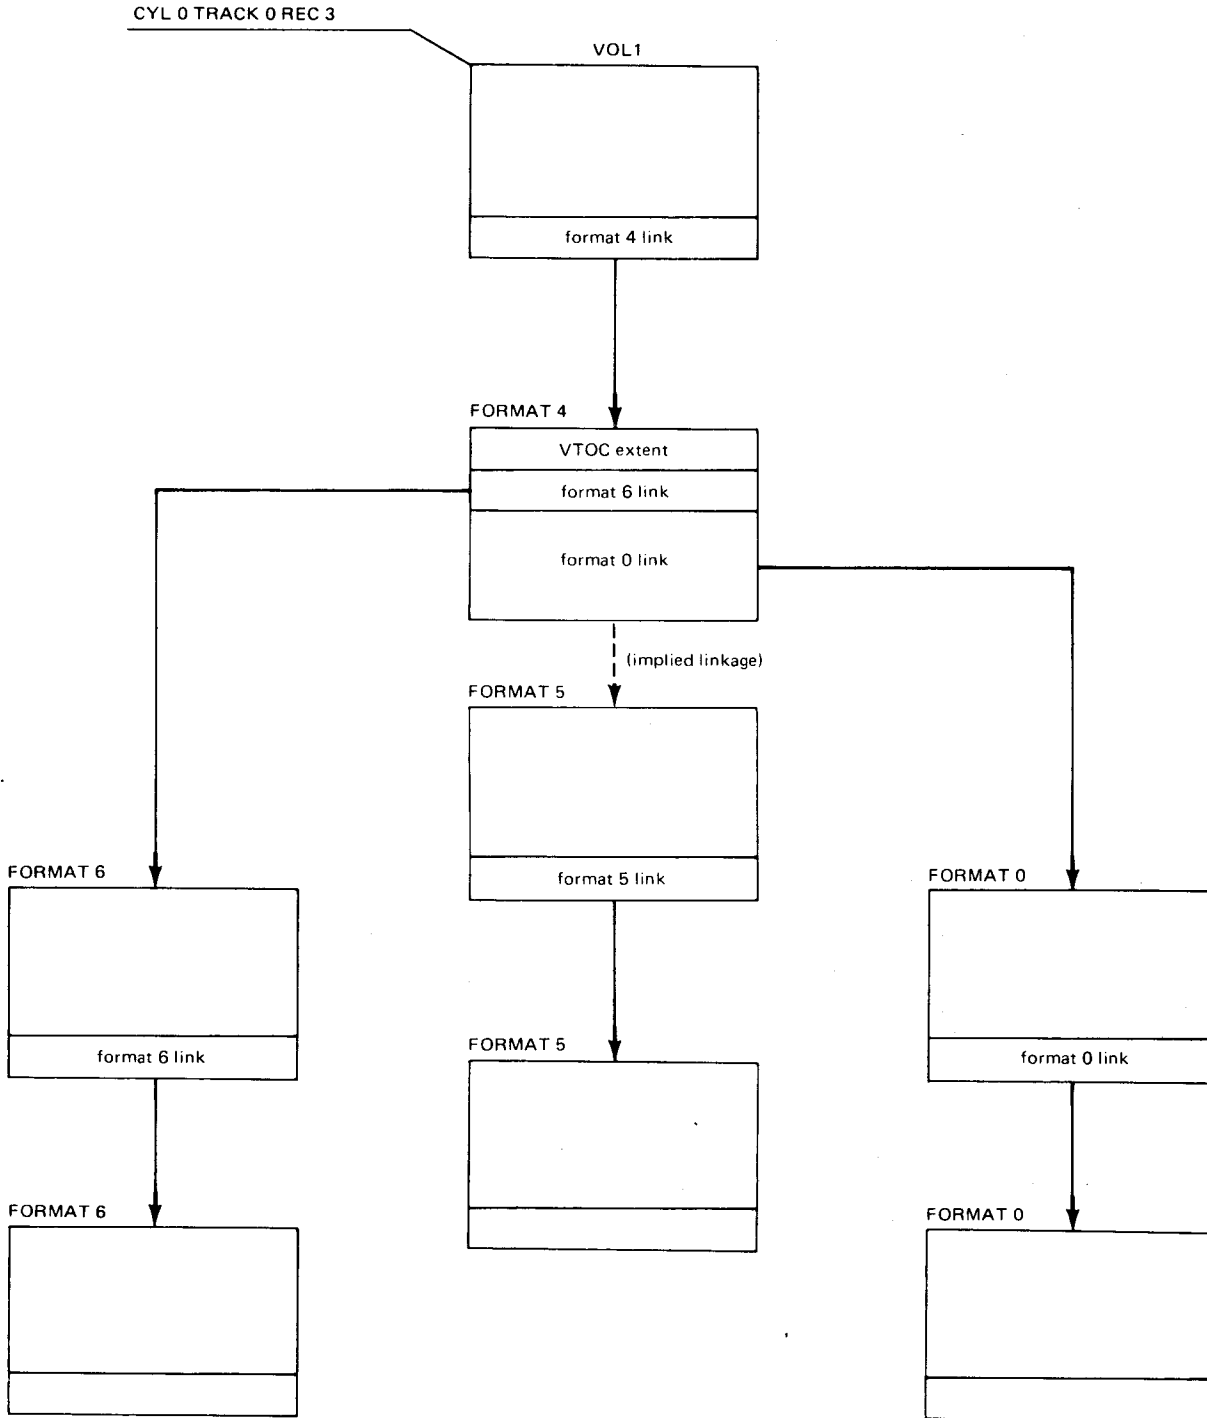 CYL 0 TRACK 0 REC 3
VOL1
format 4 link
FORMAT 4
VTOC extent
format 6 link
format 0 link
(implied linkage)
FORMAT 5
format 5 link
FORMAT 6
format 6 link
FORMAT 0
format 0 link
FORMAT 5
FORMAT 6
FORMAT 0